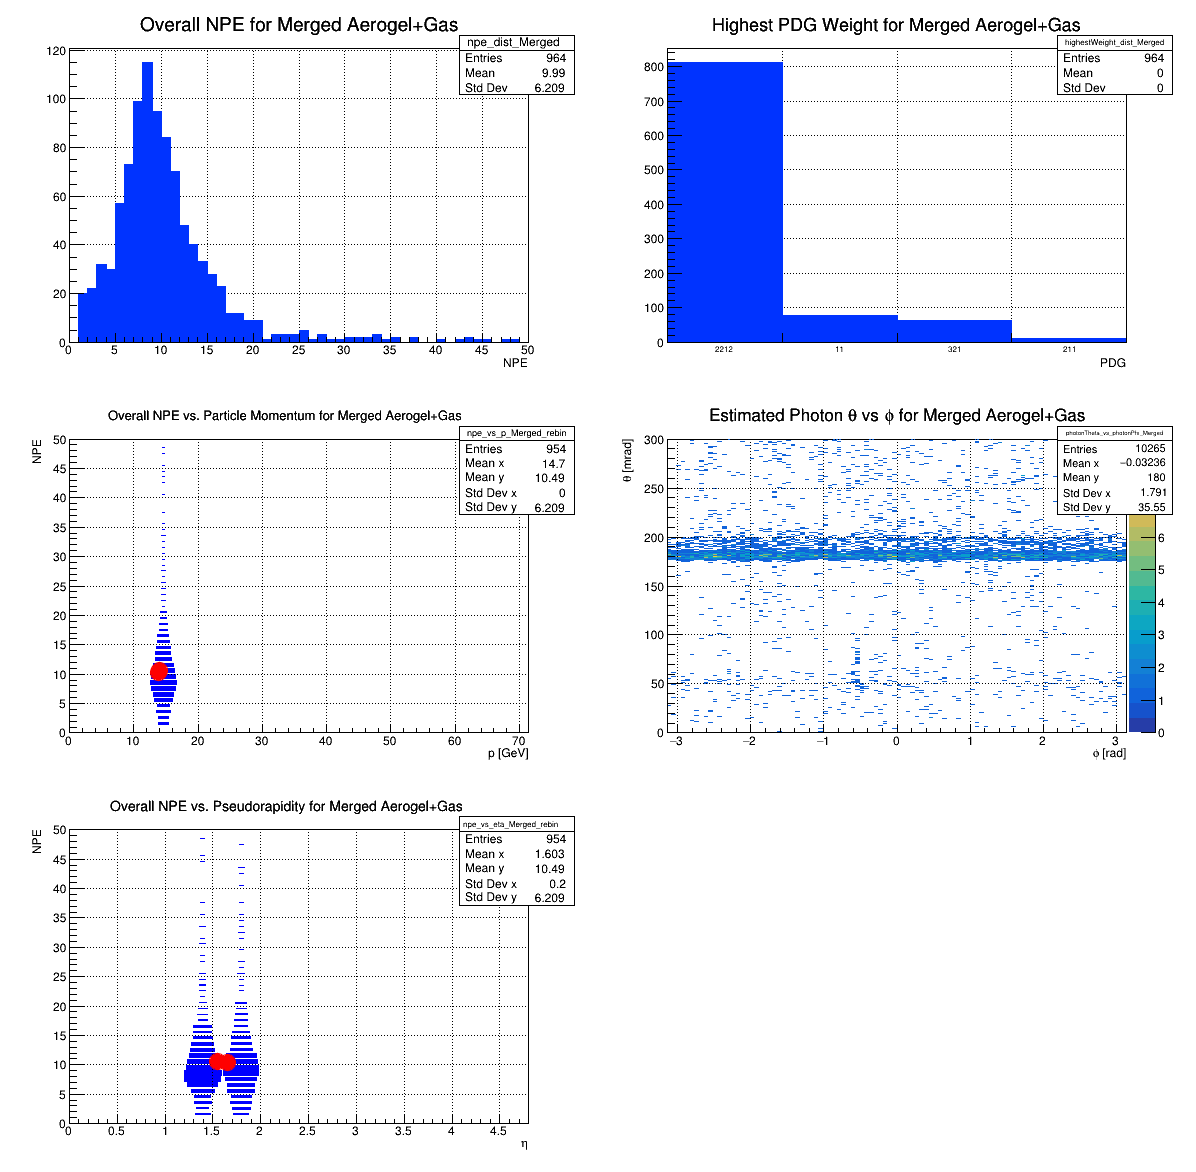 Overall NPE for Merged Aerogel+Gas
npe_dist_Merged
Entries 964
Mean 9.99
Std Dev 6.209
120
100
80
60
40
20
0
0 5 10 15 20 25 30 35 40 45 50
NPE
Highest PDG Weight for Merged Aerogel+Gas
highestWeight_dist_Merged
Entries 964
Mean 0
Std Dev 0
800
700
600
500
400
300
200
100
0
2212 11 321 211
PDG
Overall NPE vs. Particle Momentum for Merged Aerogel+Gas
npe_vs_p_Merged_rebin
Entries 954
Mean x 14.7
Mean y 10.49
Std Dev x 0
Std Dev y 6.209
NPE
50
45
40
35
30
25
20
15
10
5
0
0 10 20 30 40 50 60 70
p [GeV]
Estimated Photon θ vs ϕ for Merged Aerogel+Gas
photonTheta_vs_photonPhi_Merged
Entries 10265
Mean x −0.03236
Mean y 180
Std Dev x 1.791
Std Dev y 35.55
θ [mrad]
300
250
200
150
100
50
0
−3 −2 −1 0 1 2 3
ϕ [rad]
6
5
4
3
2
1
0
Overall NPE vs. Pseudorapidity for Merged Aerogel+Gas
npe_vs_eta_Merged_rebin
Entries 954
Mean x 1.603
Mean y 10.49
Std Dev x 0.2
Std Dev y 6.209
NPE
50
45
40
35
30
25
20
15
10
5
0
0 0.5 1 1.5 2 2.5 3 3.5 4 4.5
η